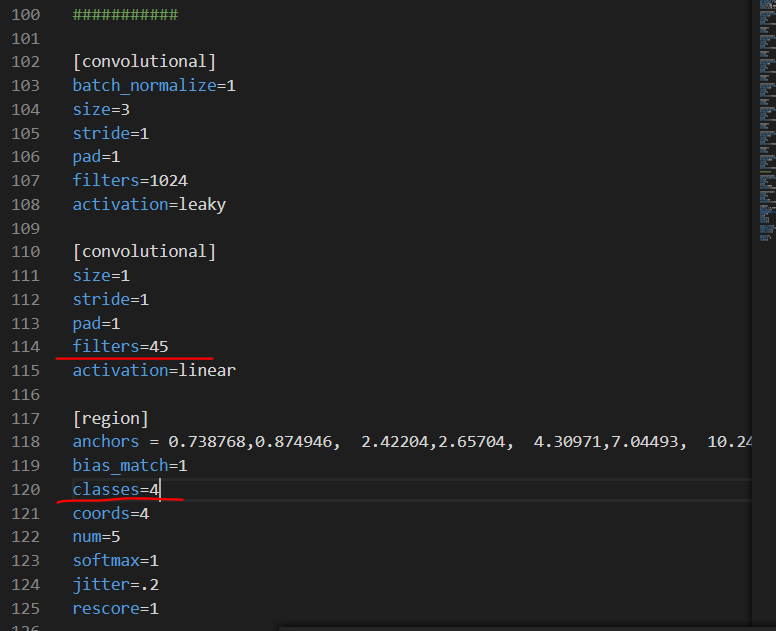 100 ###########
101
102 [convolutional]
103 batch_normalize=1
104 size=3
105 stride=1
106 pad=1
107 filters=1024
108 activation=leaky
109
110 [convolutional]
111 size=1
112 stride=1
113 pad=1
114 filters=45
115 activation=linear
116
117 [region]
118 anchors = 0.738768,0.874946,  2.42204,2.65704,  4.30971,7.04493,  10.24
119 bias_match=1
120 classes=4
121 coords=4
122 num=5
123 softmax=1
124 jitter=.2
125 rescore=1